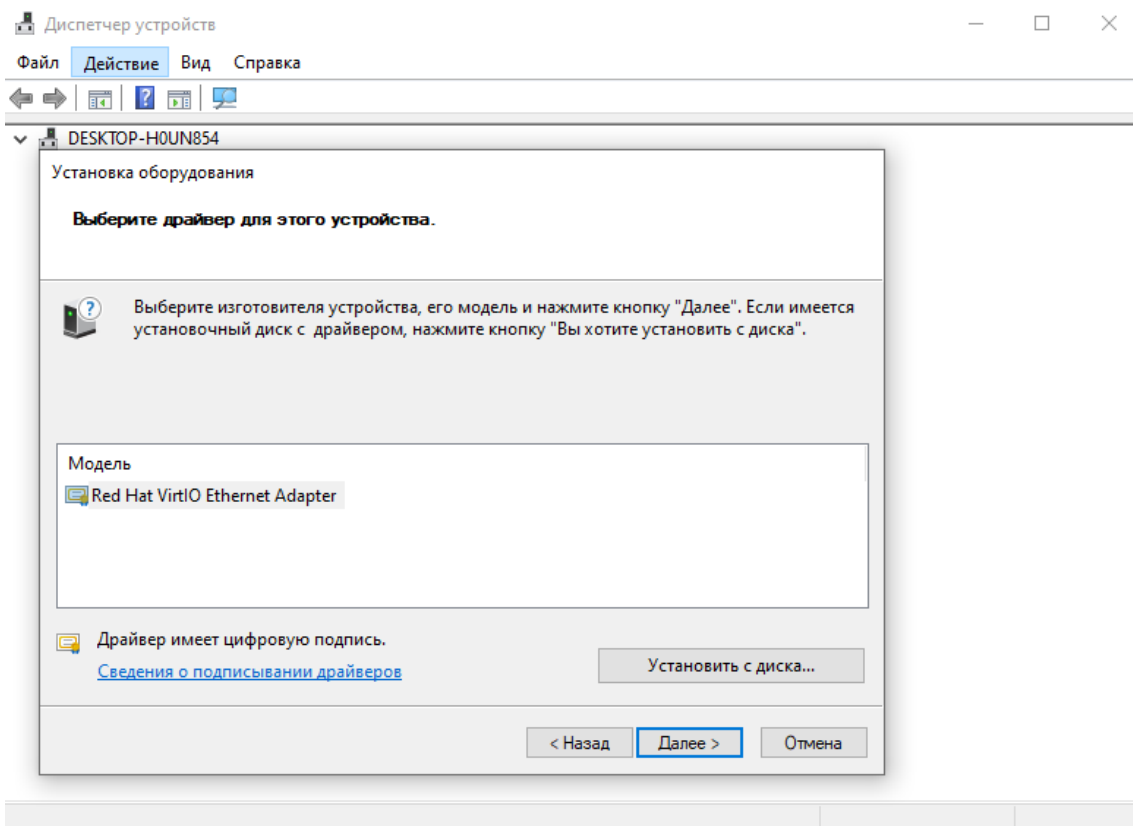 Диспетчер устройств
Файл Действие Вид Справка
DESKTOP-H0UN854
Установка оборудования
Выберите драйвер для этого устройства.
Выберите изготовителя устройства, его модель и нажмите кнопку "Далее". Если имеется
установочный диск с драйвером, нажмите кнопку "Вы хотите установить с диска".
Модель
Red Hat VirtIO Ethernet Adapter
Драйвер имеет цифровую подпись.
Сведения о подписывании драйверов
Установить с диска...
< Назад
Далее >
Отмена